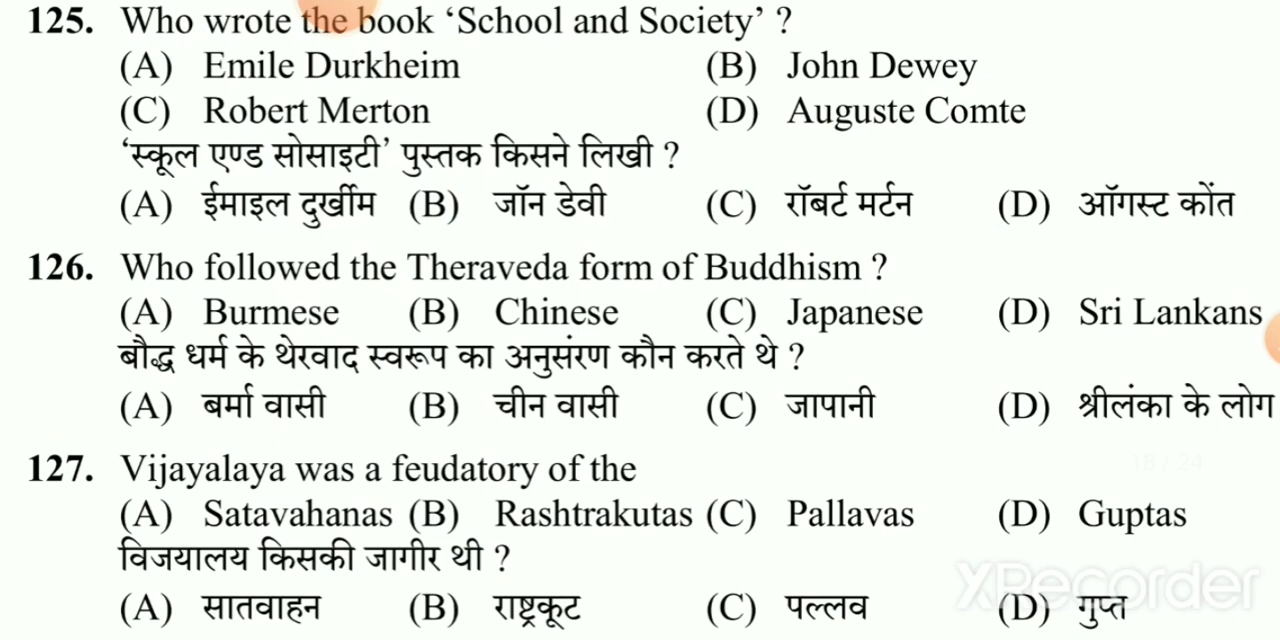 125. Who wrote the book ‘School and Society’ ?
(A) Emile Durkheim (B) John Dewey
(C) Robert Merton (D) Auguste Comte
‘स्कूल एण्ड सोसाइटी’ पुस्तक किसने लिखी ?
(A) ईमाइल दुर्खीम (B) जॉन डेवी (C) रॉबर्ट मर्टन (D) ऑगस्ट कोंत
126. Who followed the Theraveda form of Buddhism ?
(A) Burmese (B) Chinese (C) Japanese (D) Sri Lankans
बौद्ध धर्म के थेरवाद स्वरूप का अनुसंरण कौन करते थे ?
(A) बर्मा वासी (B) चीन वासी (C) जापानी (D) श्रीलंका के लोग
127. Vijayalaya was a feudatory of the
18 / 24
(A) Satavahanas (B) Rashtrakutas (C) Pallavas (D) Guptas
विजयालय किसकी जागीर थी ?
XRecorder
(A) सातवाहन (B) राष्ट्रकूट (C) पल्लव (D) गुप्त